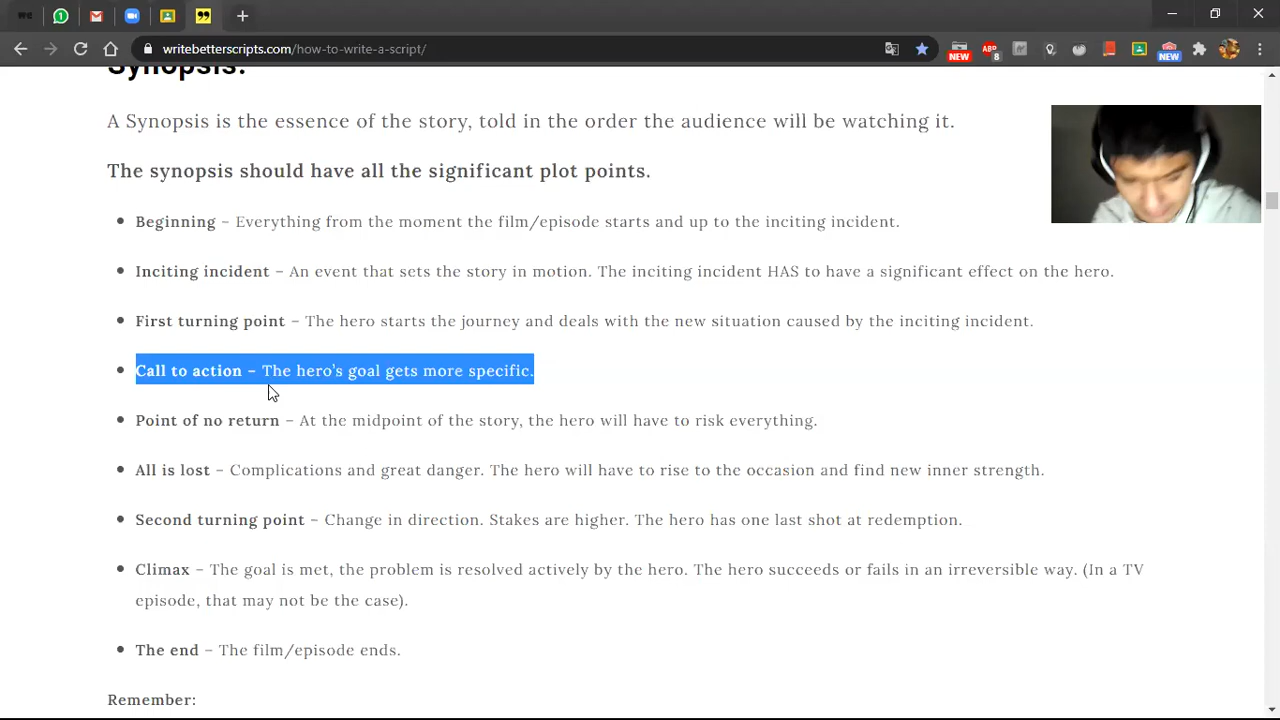 writebetterscripts.com/how-to-write-a-script/
NEW
ABP
8
NEW
Synopsis:
A Synopsis is the essence of the story, told in the order the audience will be watching it.
The synopsis should have all the significant plot points.
Beginning – Everything from the moment the film/episode starts and up to the inciting incident.
Inciting incident – An event that sets the story in motion. The inciting incident HAS to have a significant effect on the hero.
First turning point – The hero starts the journey and deals with the new situation caused by the inciting incident.
Call to action – The hero’s goal gets more specific.
Point of no return – At the midpoint of the story, the hero will have to risk everything.
All is lost – Complications and great danger. The hero will have to rise to the occasion and find new inner strength.
Second turning point – Change in direction. Stakes are higher. The hero has one last shot at redemption.
Climax – The goal is met, the problem is resolved actively by the hero. The hero succeeds or fails in an irreversible way. (In a TV
episode, that may not be the case).
The end – The film/episode ends.
Remember: